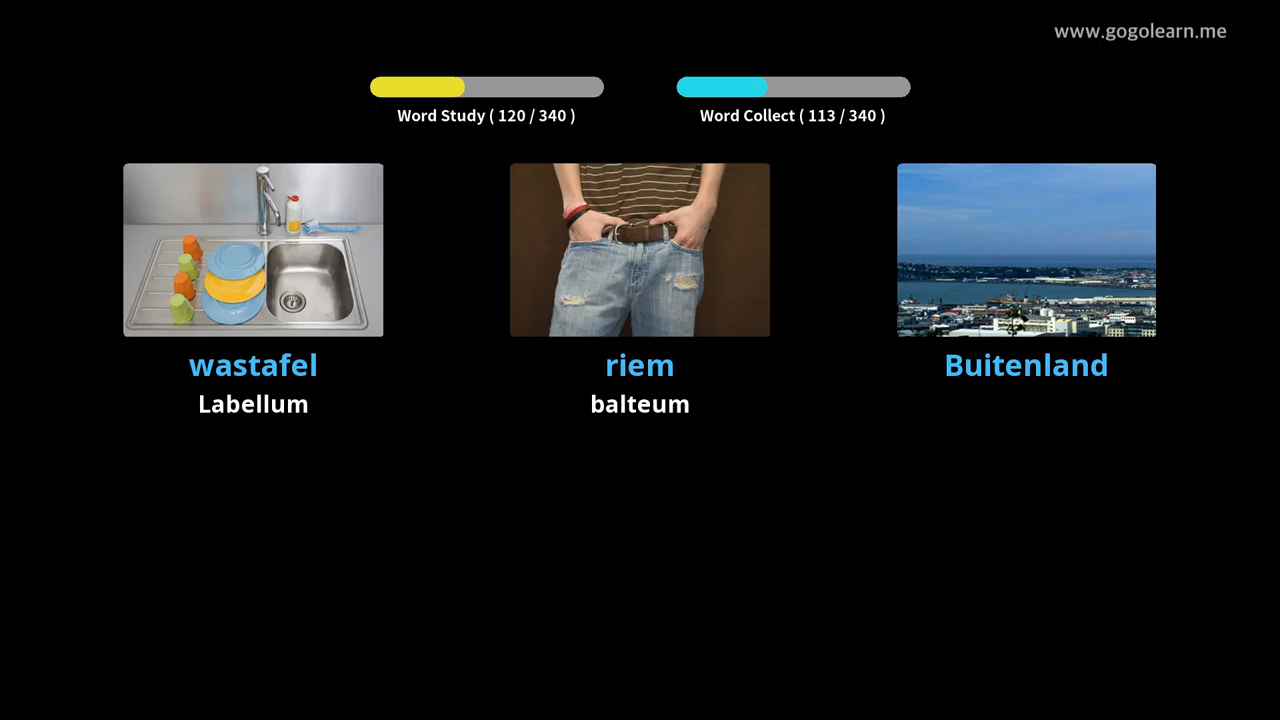 www.gogolearn.me
Word Study ( 120 / 340 )
Word Collect ( 113 / 340 )
wastafel
riem
Buitenland
Labellum
balteum